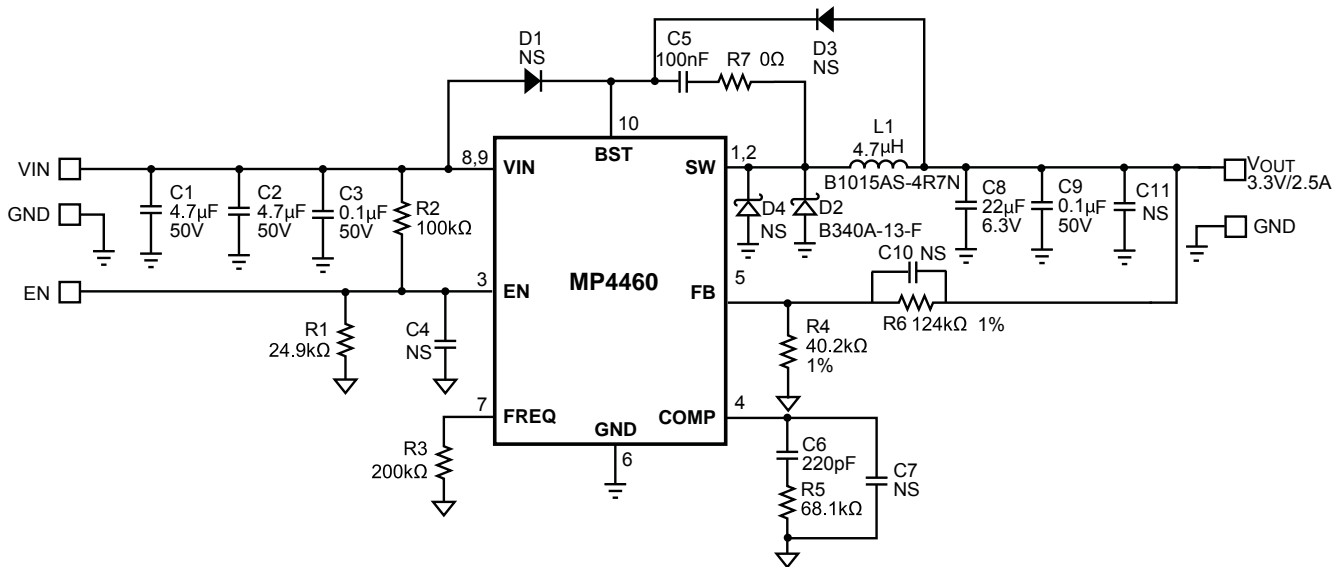 D1
NS
C5
100nF
R7 0Ω
D3
NS
10
BST
VIN
8,9
VIN
SW
1,2
L1
4.7µH
B1015AS-4R7N
VOUT
3.3V/2.5A
GND
C1
4.7µF
50V
C2
4.7µF
50V
C3
0.1µF
50V
R2
100kΩ
D4
NS
D2
B340A-13-F
C8
22µF
6.3V
C9
0.1µF
50V
C11
NS
GND
C10 NS
EN
3
EN
MP4460
5
FB
R6 124kΩ 1%
R1
24.9kΩ
C4
NS
R4
40.2kΩ
1%
7
FREQ
GND
6
COMP
4
R3
200kΩ
C6
220pF
R5
68.1kΩ
C7
NS